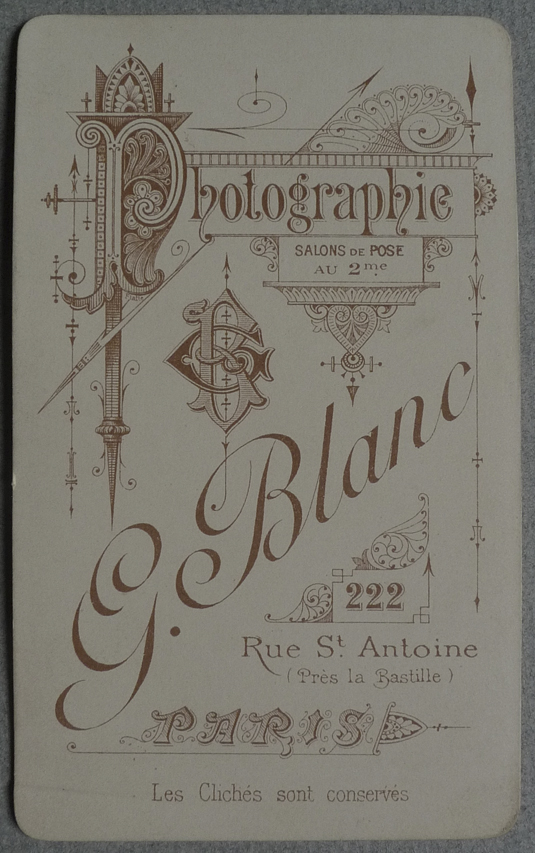 Photographie
SALONS DE POSE
AU 2me
GB
G. Blanc
222
Rue St. Antoine
(Près la Bastille)
PARIS
Les Clichés sont conservés